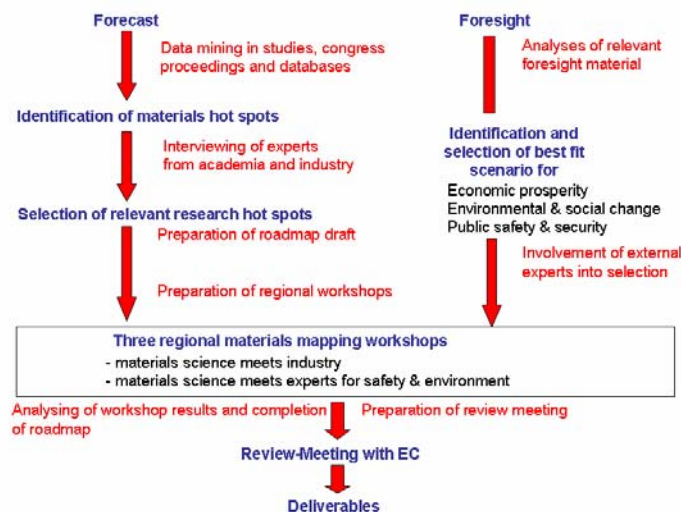 Forecast
Data mining in studies, congress
proceedings and databases
Identification of materials hot spots
Interviewing of experts
from academia and industry
Selection of relevant research hot spots
Preparation of roadmap draft
Preparation of regional workshops
Foresight
Analyses of relevant
foresight material
Identification and
selection of best fit
scenario for
Economic prosperity
Environmental & social change
Public safety & security
Involvement of external
experts into selection
Three regional materials mapping workshops
- materials science meets industry
- materials science meets experts for safety & environment
Analysing of workshop results and completion
of roadmap
Preparation of review meeting
Review-Meeting with EC
Deliverables